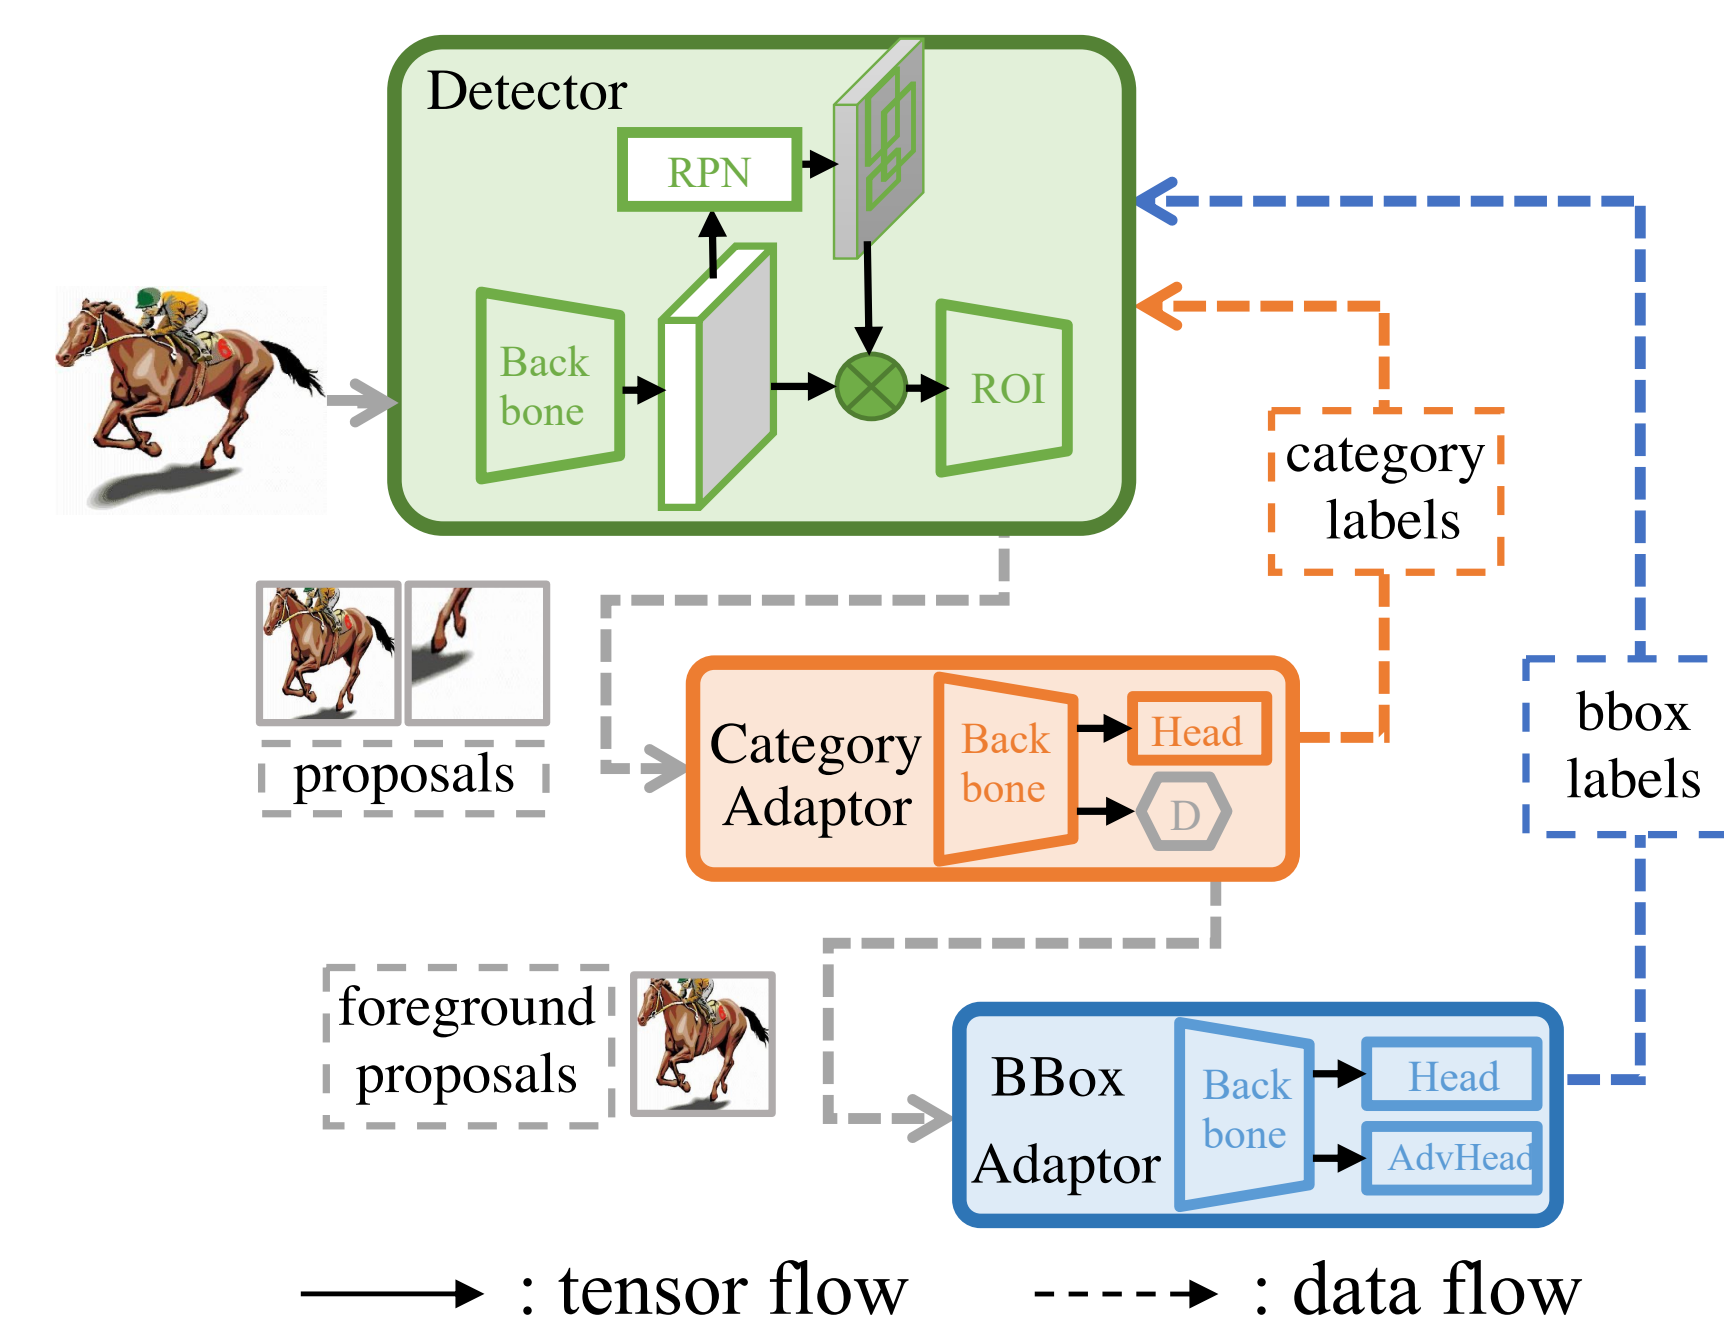 Detector
RPN
Back
bone
ROI
category
labels
proposals
Category
Adaptor
Back
bone
Head
D
bbox
labels
foreground
proposals
BBox
Adaptor
Back
bone
Head
AdvHead
: tensor flow
: data flow